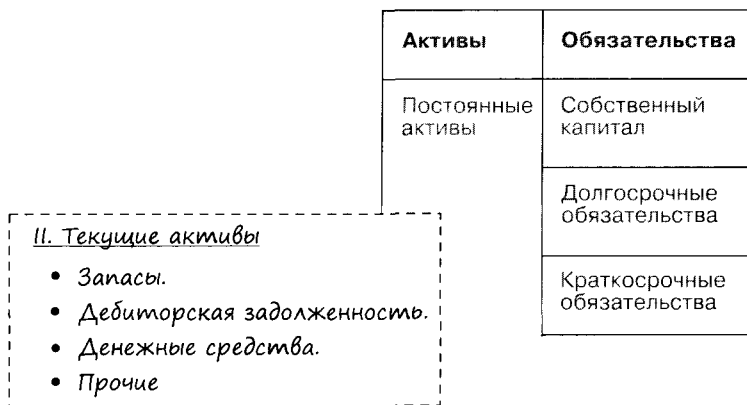 Активы
Обязательства
Постоянные
активы
Собственный
капитал
Долгосрочные
обязательства
Краткосрочные
обязательства
II. Текущие активы
• Запасы.
• Дебиторская задолженность.
• Денежные средства.
• Прочие